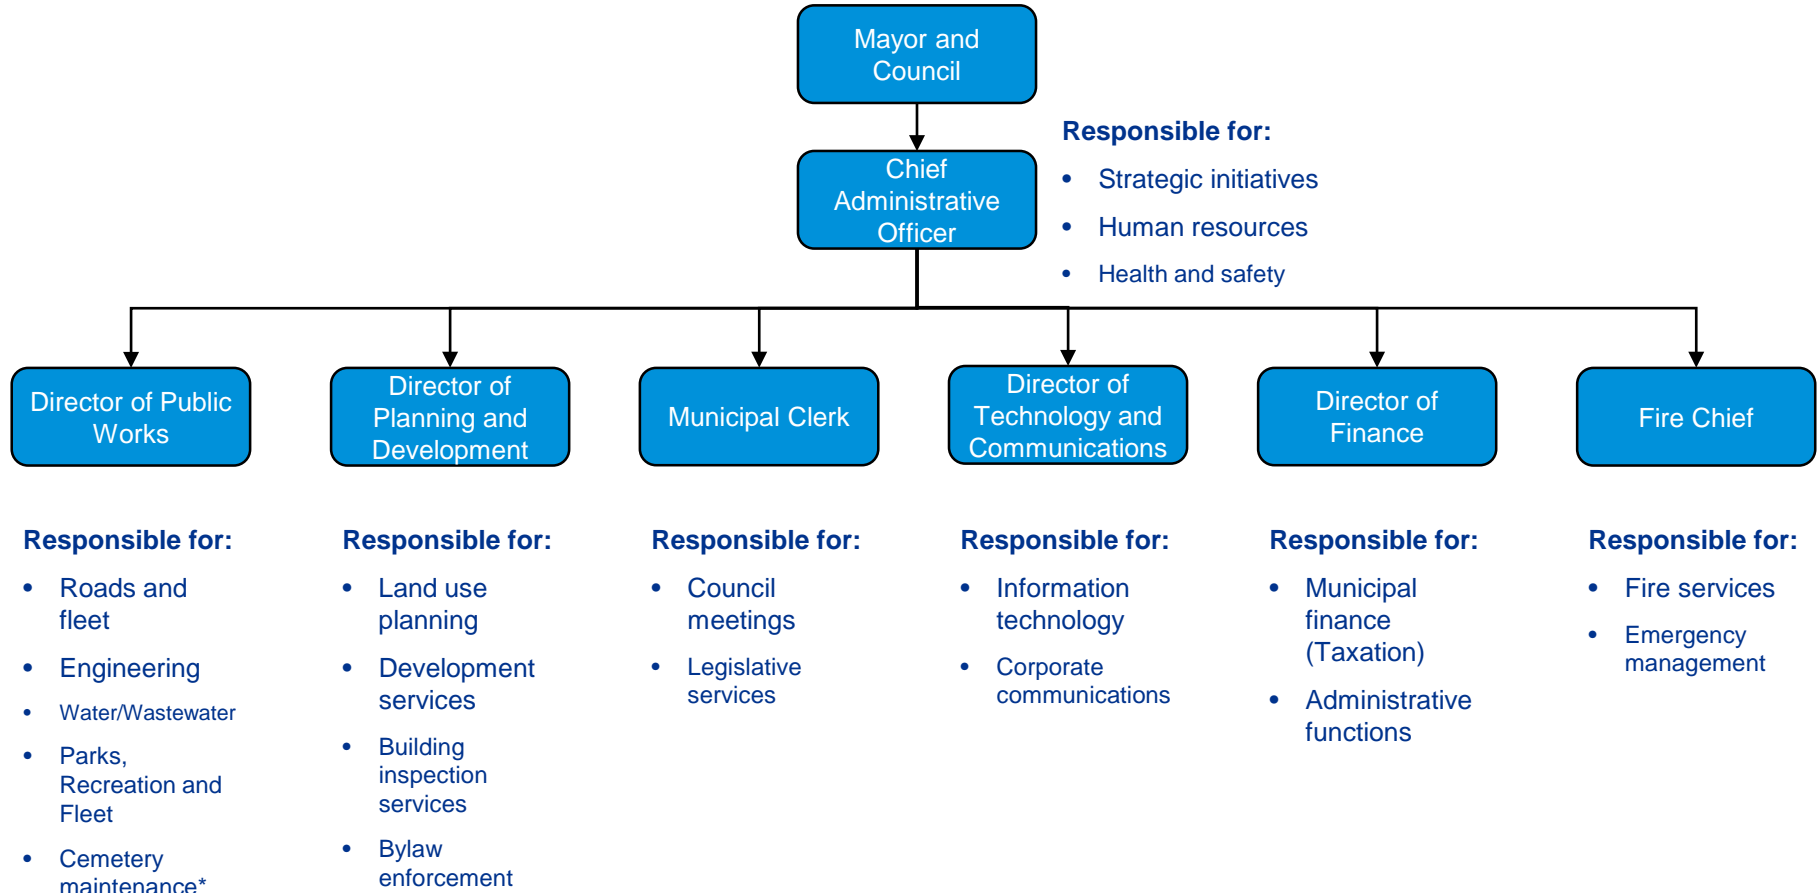 Mayor and
Council
Chief
Administrative
Officer
Responsible for:
• Strategic initiatives
• Human resources
• Health and safety
Director of Public
Works
Director of
Planning and
Development
Municipal Clerk
Director of
Technology and
Communications
Director of
Finance
Fire Chief
Responsible for:
• Roads and
fleet
• Engineering
• Water/Wastewater
• Parks,
Recreation and
Fleet
• Cemetery
maintenance*
Responsible for:
• Land use
planning
• Development
services
• Building
inspection
services
• Bylaw
enforcement
Responsible for:
• Council
meetings
• Legislative
services
Responsible for:
• Information
technology
• Corporate
communications
Responsible for:
• Municipal
finance
(Taxation)
• Administrative
functions
Responsible for:
• Fire services
• Emergency
management